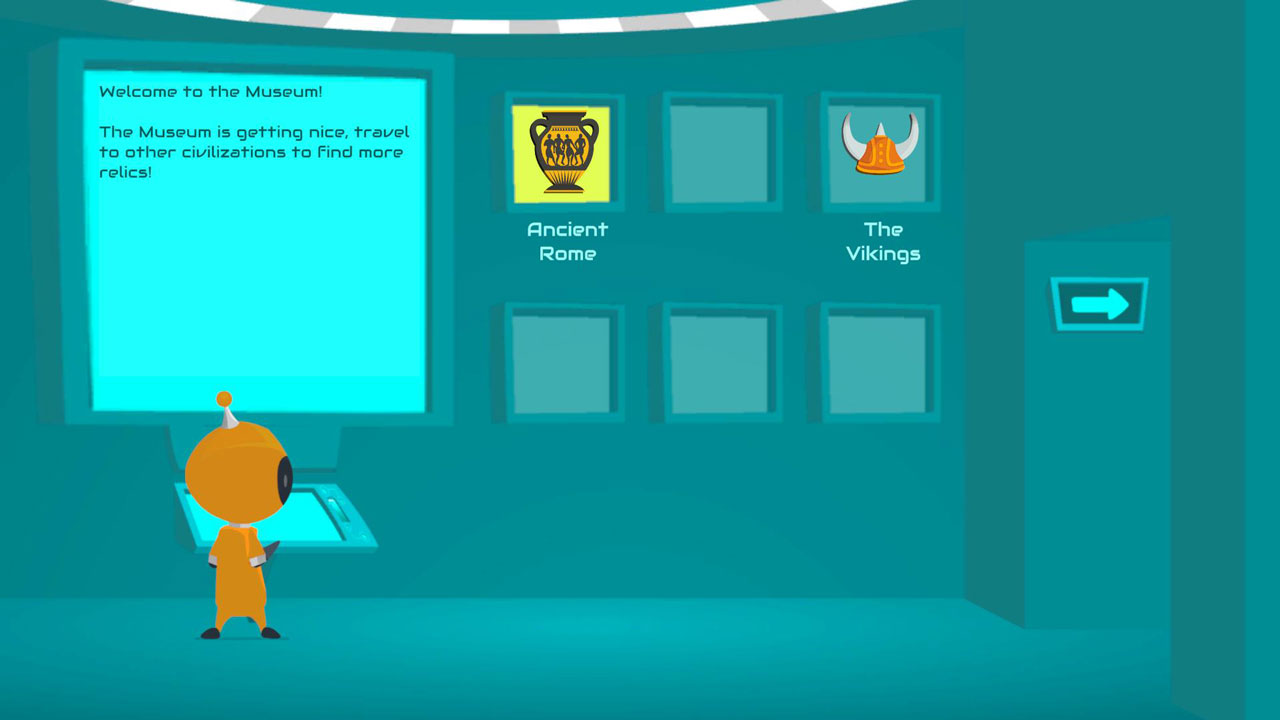 Welcome to the Museum!
The Museum is getting nice, travel
to other civilizations to find more
relics!
Ancient
Rome
The
Vikings